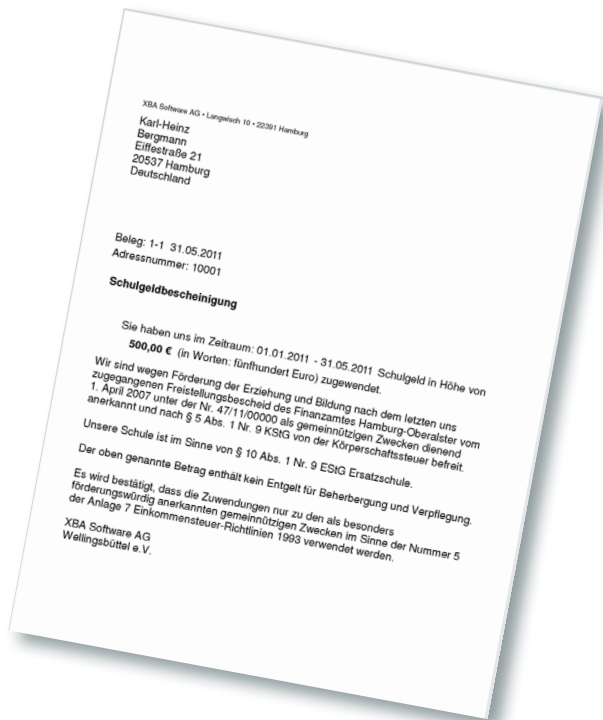 XBA Software AG • Langwisch 10 • 22391 Hamburg
Karl-Heinz
Bergmann
Eiffestraße 21
20537 Hamburg
Deutschland
Beleg: 1-1 31.05.2011
Adressnummer: 10001
Schulgeldbescheinigung
Sie haben uns im Zeitraum: 01.01.2011 - 31.05.2011 Schulgeld in Höhe von
500,00 € (in Worten: fünfhundert Euro) zugewendet.
Wir sind wegen Förderung der Erziehung und Bildung nach dem letzten uns
zugegangenen Freistellungsbescheid des Finanzamtes Hamburg-Oberalster vom
1. April 2007 unter der Nr. 47/11/00000 als gemeinnützigen Zwecken dienend
anerkannt und nach § 5 Abs. 1 Nr. 9 KStG von der Körperschaftssteuer befreit.
Unsere Schule ist im Sinne von § 10 Abs. 1 Nr. 9 EStG Ersatzschule.
Der oben genannte Betrag enthält kein Entgelt für Beherbergung und Verpflegung.
Es wird bestätigt, dass die Zuwendungen nur zu den als besonders
förderungswürdig anerkannten gemeinnützigen Zwecken im Sinne der Nummer 5
der Anlage 7 Einkommensteuer-Richtlinien 1993 verwendet werden.
XBA Software AG
Wellingsbüttel e.V.